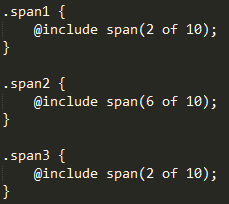 .span1 {
    @include span(2 of 10);
}

.span2 {
    @include span(6 of 10);
}

.span3 {
    @include span(2 of 10);
}